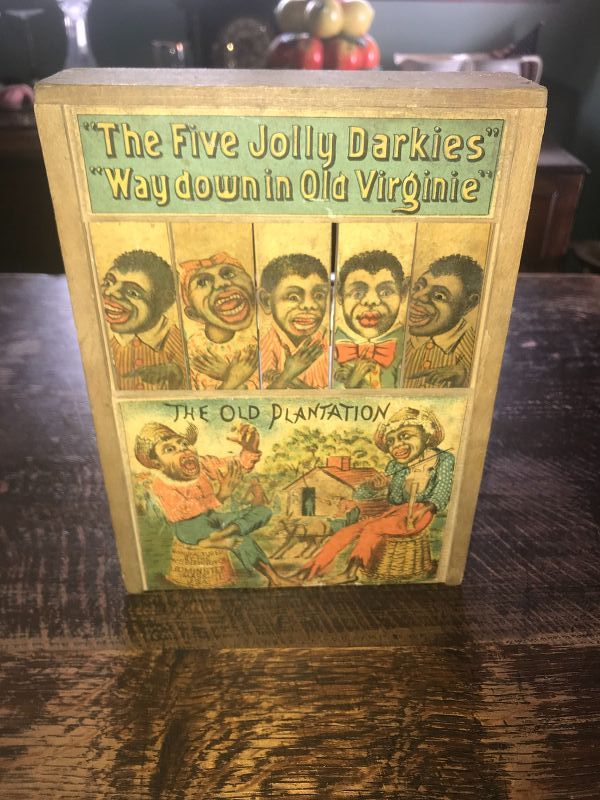 "The Five Jolly Darkies"
"Way down in Old Virginie"
THE OLD PLANTATION